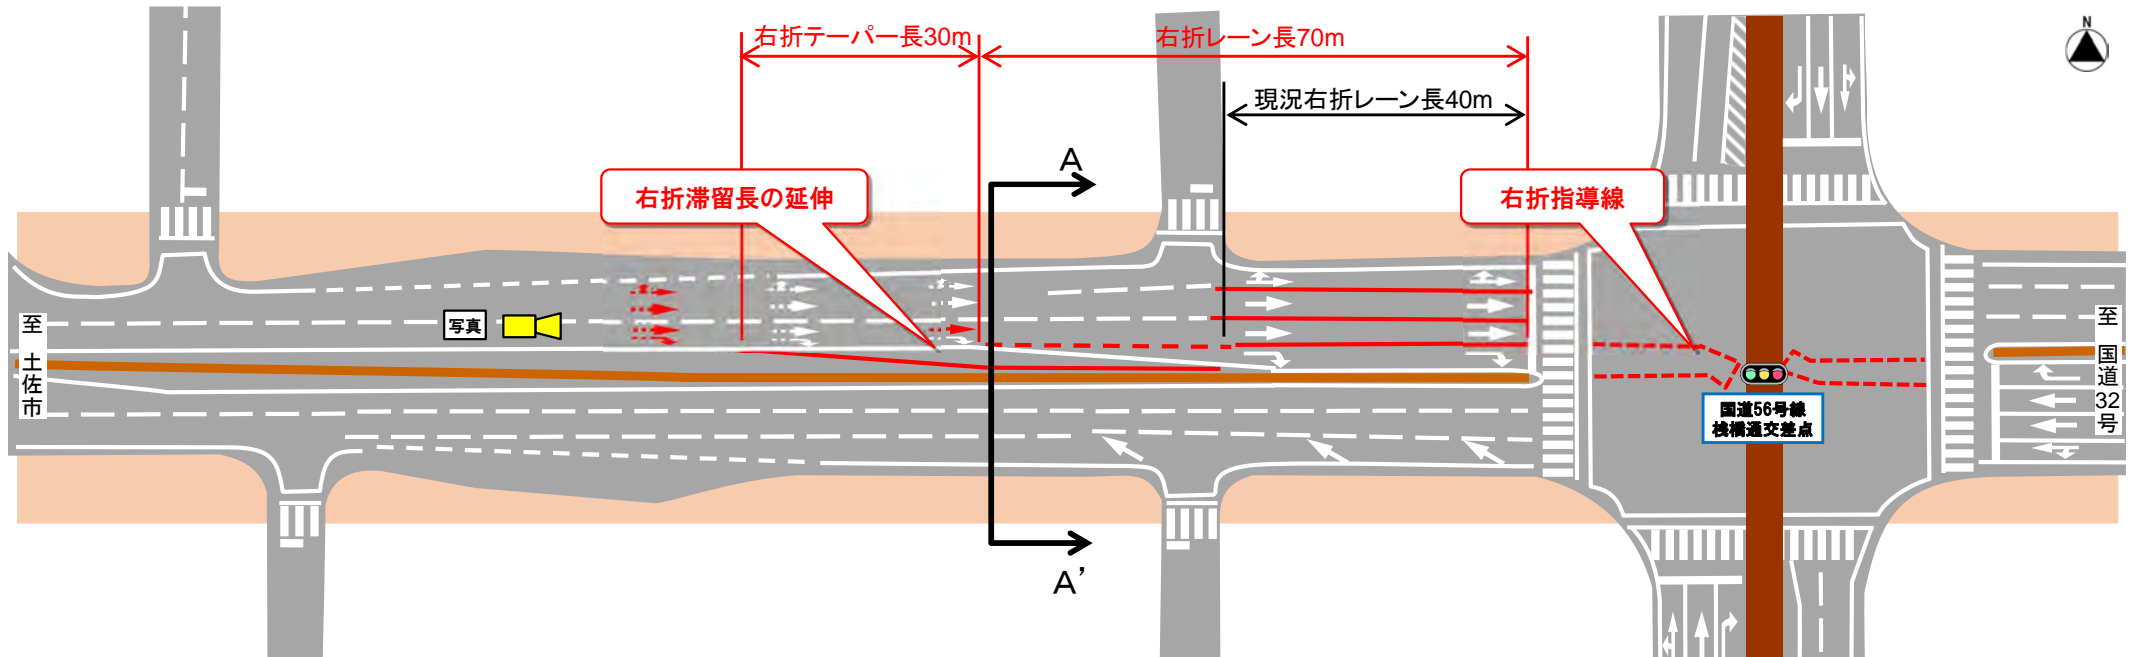 右折テーパー長30m
右折レーン長70m
N
現況右折レーン長40m
A
右折滞留長の延伸
右折指導線
写真
至
土佐市
至
国道32号
国道56号線
桟橋通交差点
A’